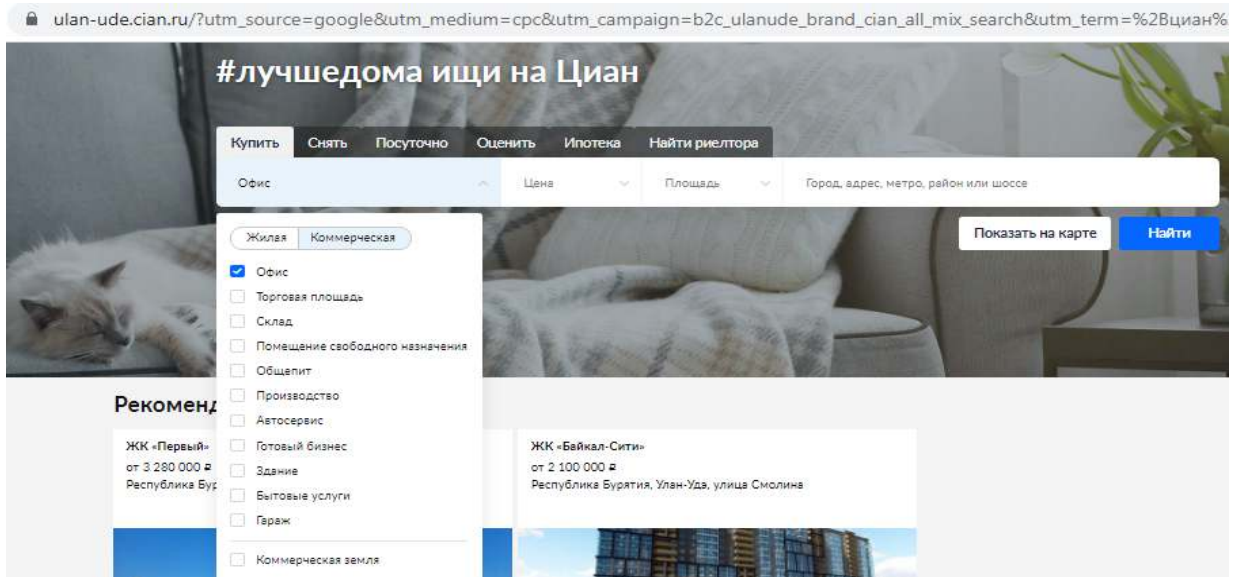 ulan-ude.cian.ru/?utm_source=google&utm_medium=cpc&utm_campaign=b2c_ulanude_brand_cian_all_mix_search&utm_term=%2Bциан%
#лучшедома ищи на Циан
Купить Снять Посуточно Оценить Ипотека Найти риелтора
Офис Цена Площадь Город, адрес, метро, район или шоссе
Показать на карте Найти
Жилая Коммерческая
Офис
Торговая площадь
Склад
Помещение свободного назначения
Общепит
Производство
Автосервис
Готовый бизнес
Здание
Бытовые услуги
Гараж
Коммерческая земля
Рекоменд
ЖК «Первый»
от 3 280 000 ₽
Республика Бур
ЖК «Байкал-Сити»
от 2 100 000 ₽
Республика Бурятия, Улан-Удэ, улица Смолина